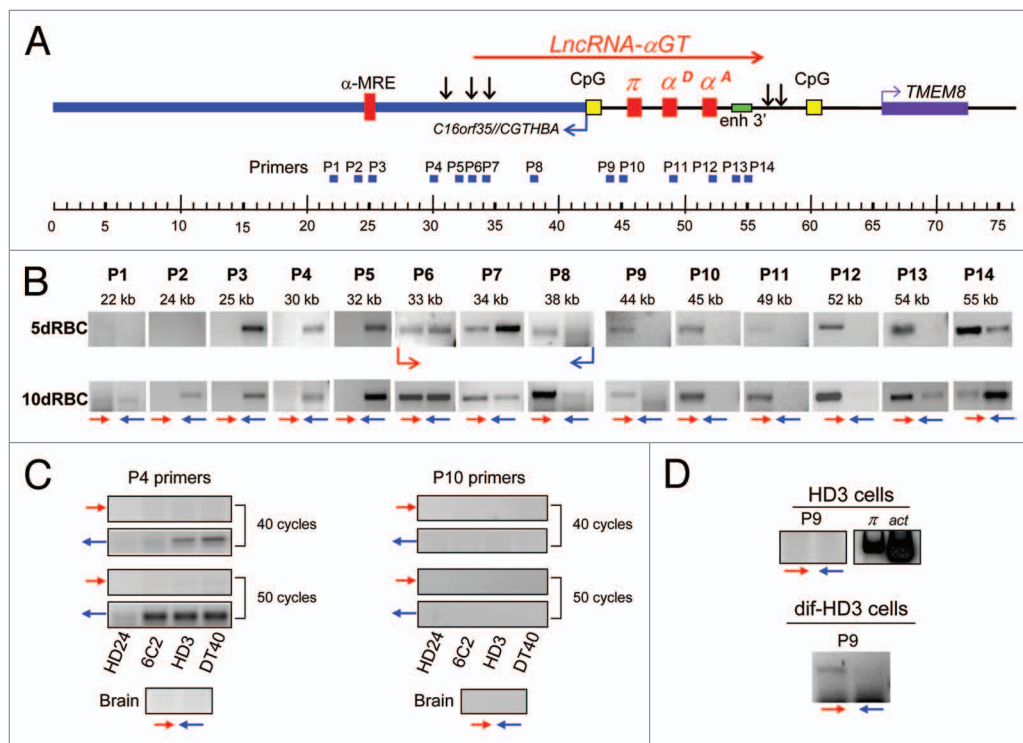 A
LncRNA-αGT
α-MRE
CpG
π
α D
α A
CpG
TMEM8
C16orf35//CGTHBA
enh 3’
Primers
P1 P2 P3 P4 P5 P6 P7 P8 P9 P10 P11 P12 P13 P14
0 5 10 15 20 25 30 35 40 45 50 55 60 65 70 75
B
P1 P2 P3 P4 P5 P6 P7 P8 P9 P10 P11 P12 P13 P14
22 kb 24 kb 25 kb 30 kb 32 kb 33 kb 34 kb 38 kb 44 kb 45 kb 49 kb 52 kb 54 kb 55 kb
5dRBC
10dRBC
C
P4 primers
40 cycles
50 cycles
HD24 6C2 HD3 DT40
Brain
P10 primers
40 cycles
50 cycles
HD24 6C2 HD3 DT40
Brain
D
HD3 cells
P9 π act
dif-HD3 cells
P9